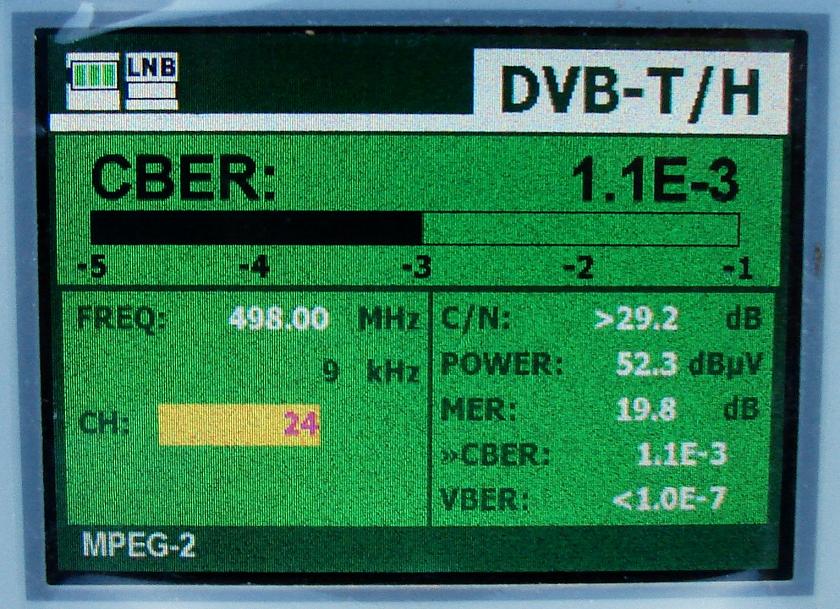 LNB
DVB-T/H
CBER: 1.1E-3
-5 -4 -3 -2 -1
FREQ: 498.00 MHz
9 kHz
CH: 24
C/N: >29.2 dB
POWER: 52.3 dBµV
MER: 19.8 dB
»CBER: 1.1E-3
VBER: <1.0E-7
MPEG-2